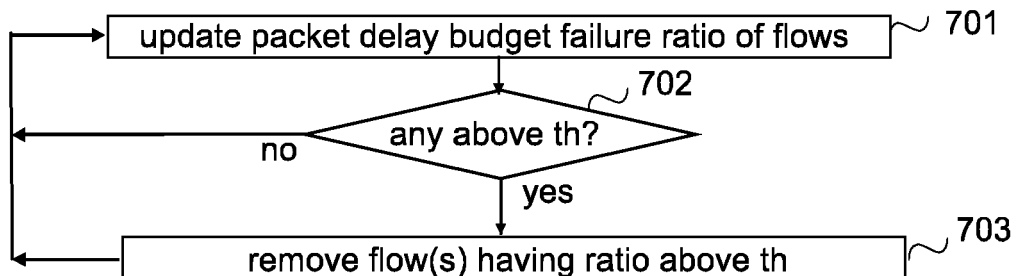 update packet delay budget failure ratio of flows
701
702
any above th?
no
yes
703
remove flow(s) having ratio above th